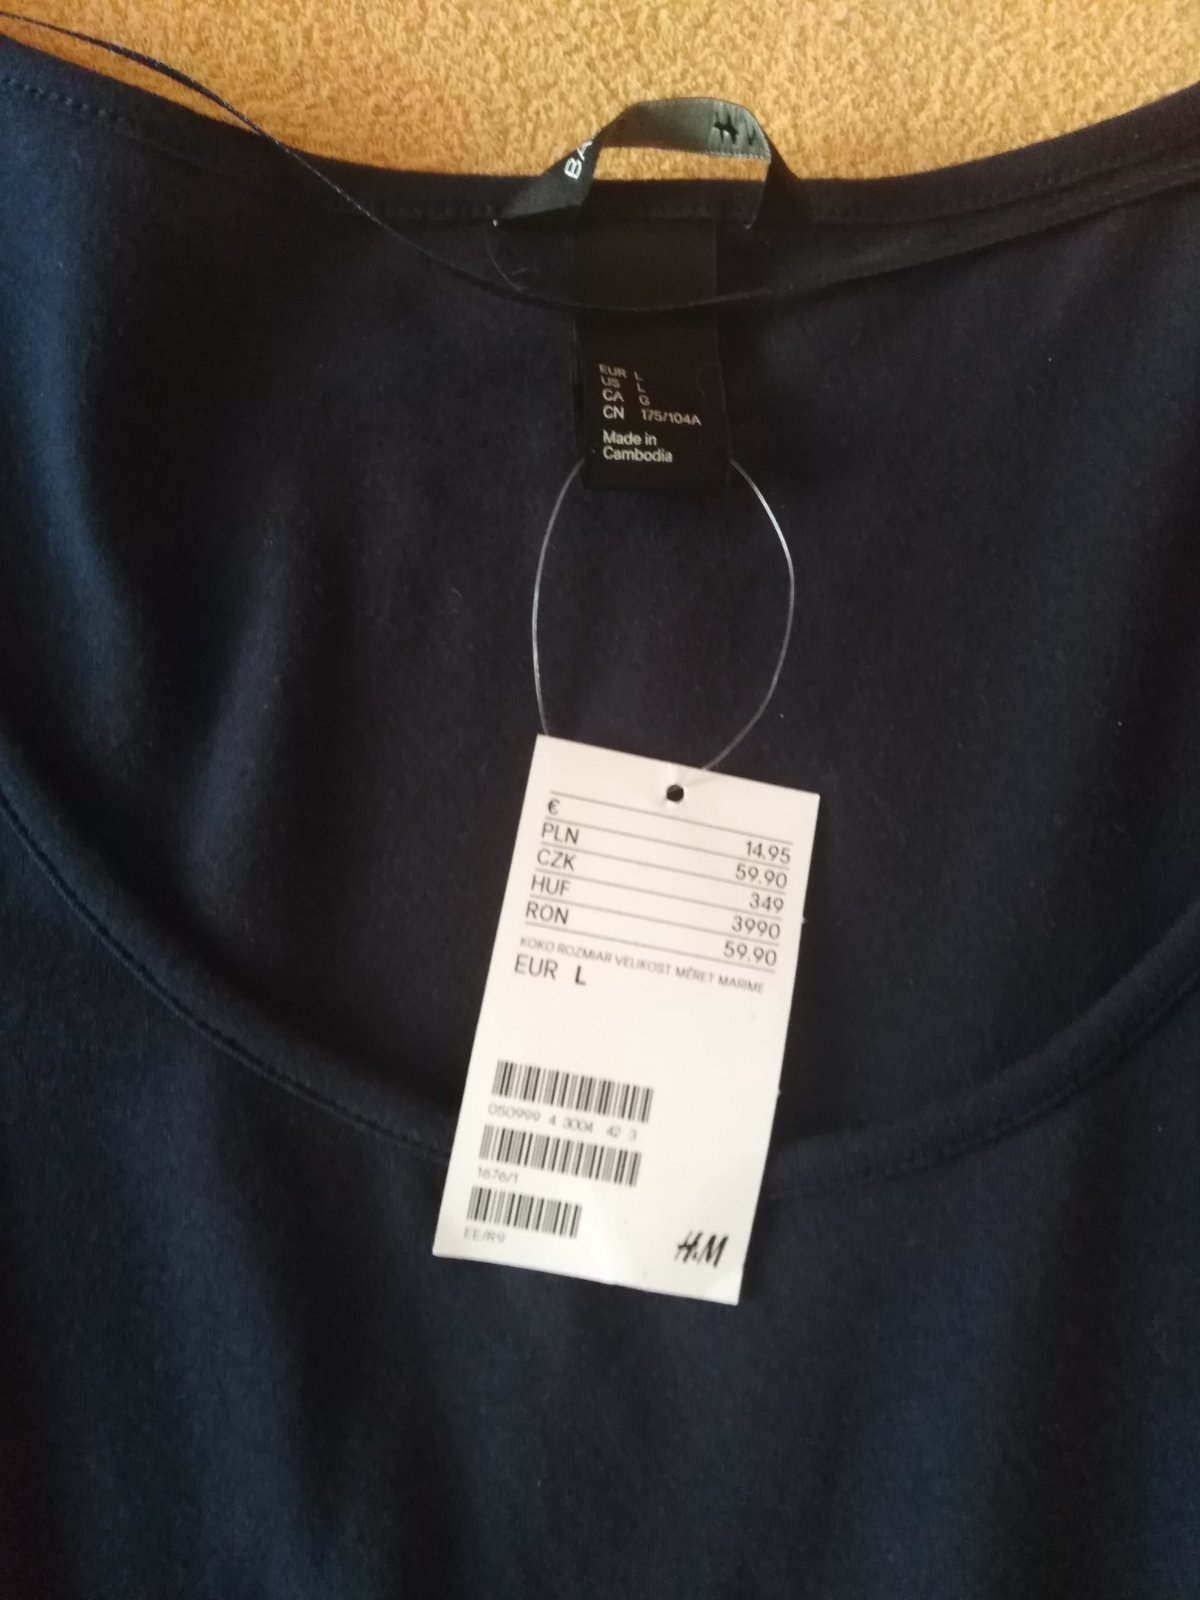 BA
H
EUR L
US L
CA G
CN 175/104A
Made in
Cambodia
€ 14.95
PLN 59.90
CZK 349
HUF 3990
RON 59.90
KOKO ROZMIAR VELIKOST MÉRET MARIME
EUR L
050999 4 3004 42 3
1676/1
EE/R9
H&M